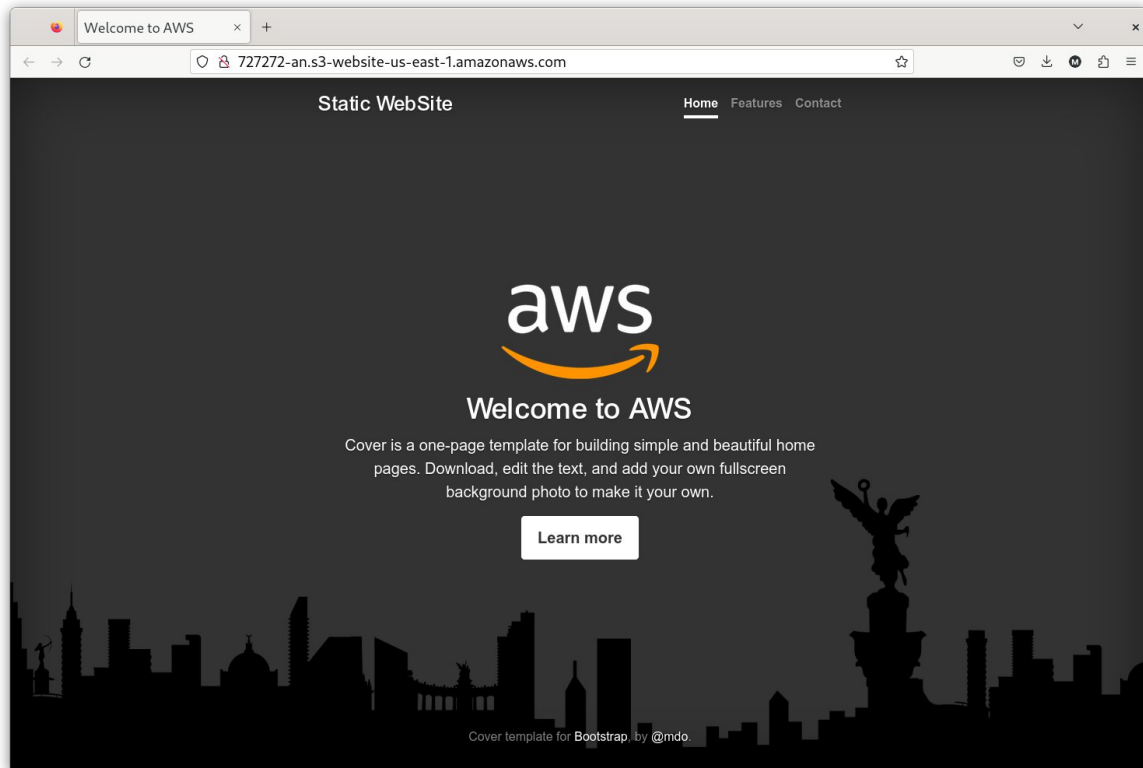 Welcome to AWS
727272-an.s3-website-us-east-1.amazonaws.com
M
Static WebSite
Home Features Contact
aws
Welcome to AWS
Cover is a one-page template for building simple and beautiful home
pages. Download, edit the text, and add your own fullscreen
background photo to make it your own.
Learn more
Cover template for Bootstrap, by @mdo.